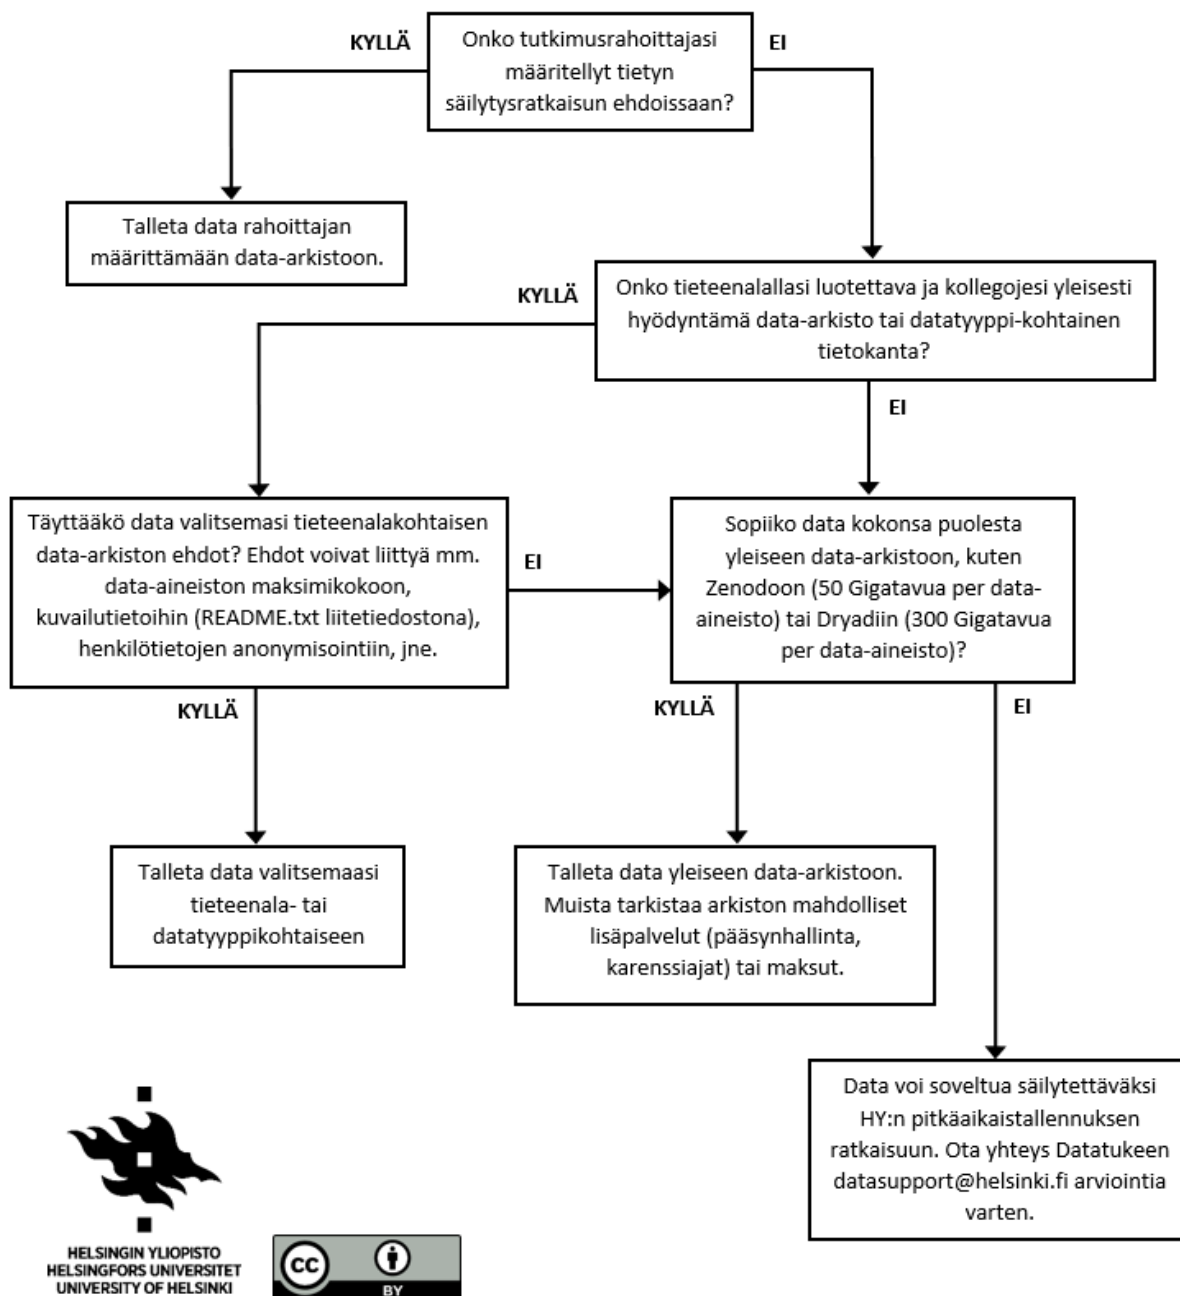 KYLLÄ
Onko tutkimusrahoittajasi
määritellyt tietyn
säilytysratkaisun ehdoissaan?
EI
Talleta data rahoittajan
määrittämään data-arkistoon.
KYLLÄ
Onko tieteenalallasi luotettava ja kollegojesi yleisesti
hyödyntämä data-arkisto tai datatyyppi-kohtainen
tietokanta?
EI
Täyttääkö data valitsemasi tieteenalakohtaisen
data-arkiston ehdot? Ehdot voivat liittyä mm.
data-aineiston maksimikokoon,
kuvailutietoihin (README.txt liitetiedostona),
henkilötietojen anonymisointiin, jne.
EI
Sopiiko data kokonsa puolesta
yleiseen data-arkistoon, kuten
Zenodoon (50 Gigatavua per data-
aineisto) tai Dryadiin (300 Gigatavua
per data-aineisto)?
KYLLÄ
KYLLÄ
EI
Talleta data valitsemaasi
tieteenala- tai
datatyyppikohtaiseen
Talleta data yleiseen data-arkistoon.
Muista tarkistaa arkiston mahdolliset
lisäpalvelut (pääsynhallinta,
karenssiajat) tai maksut.
Data voi soveltua säilytettäväksi
HY:n pitkäaikaistallennuksen
ratkaisuun. Ota yhteys Datatukeen
datasupport@helsinki.fi arviointia
varten.
HELSINGIN YLIOPISTO
HELSINGFORS UNIVERSITET
UNIVERSITY OF HELSINKI
CC
BY